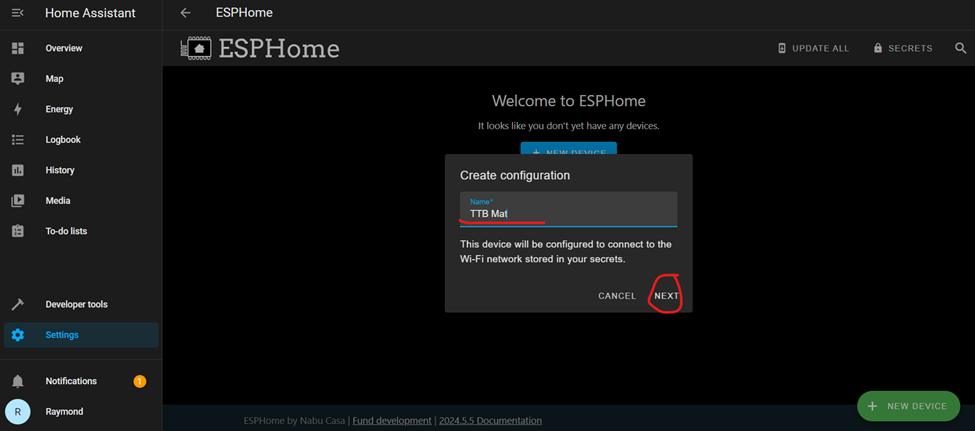 Home Assistant
ESPHome
Overview
Map
Energy
Logbook
History
Media
To-do lists
Developer tools
Settings
Notifications
1
R
Raymond
ESPHome
UPDATE ALL
SECRETS
Welcome to ESPHome
It looks like you don't yet have any devices.
+ NEW DEVICE
Create configuration
Name*
TTB Mat
This device will be configured to connect to the
Wi-Fi network stored in your secrets.
CANCEL
NEXT
+ NEW DEVICE
ESPHome by Nabu Casa | Fund development | 2024.5.5 Documentation